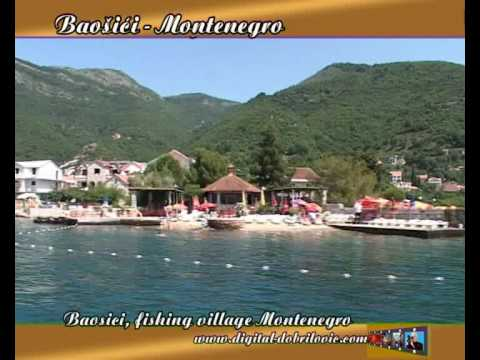 Baošići - Montenegro
Baosici, fishing village Montenegro
www.digital-dobrilovic.com